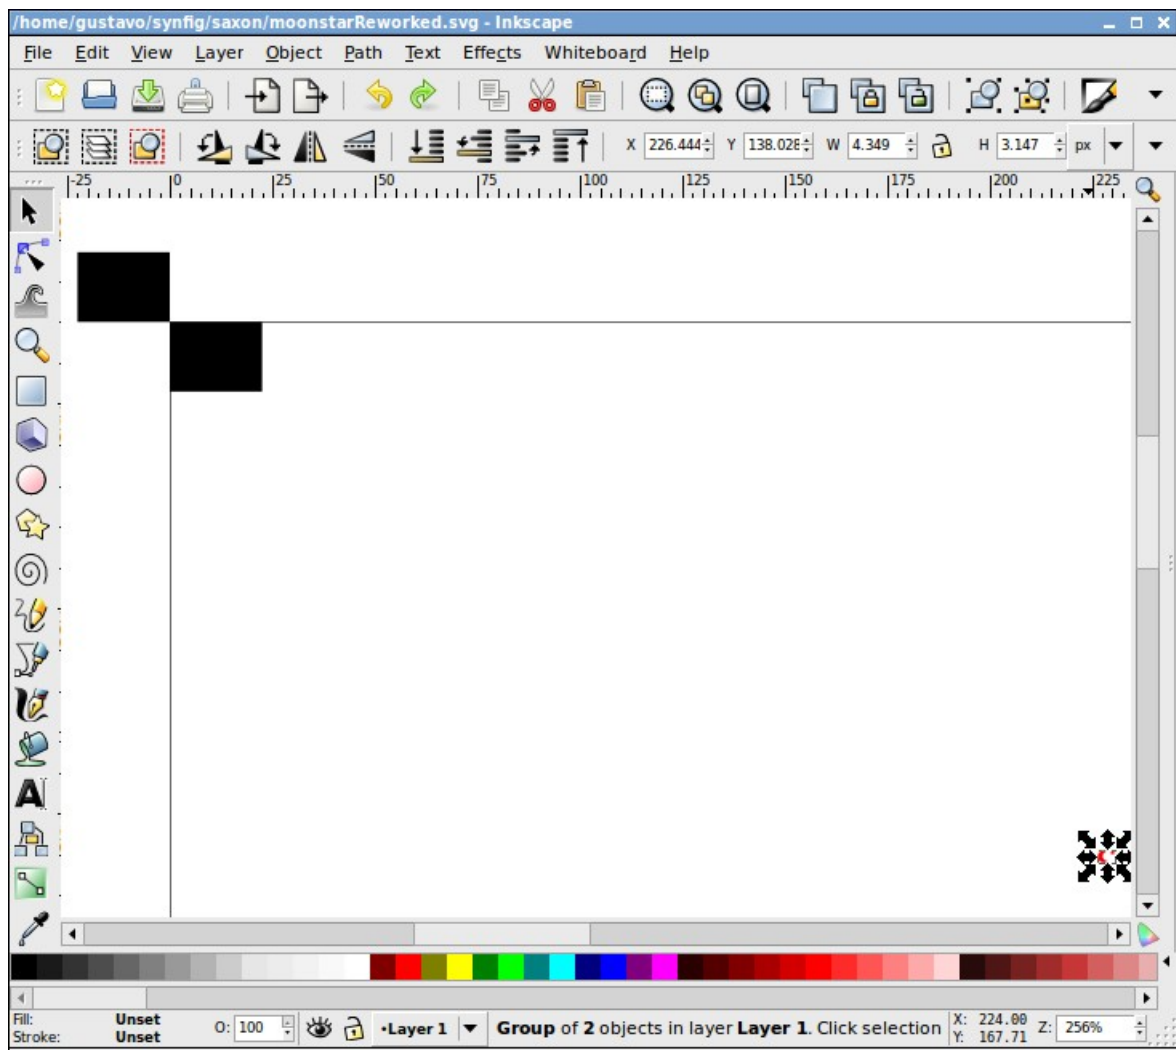 /home/gustavo/synfig/saxon/moonstarReworked.svg - Inkscape
File Edit View Layer Object Path Text Effects Whiteboard Help
X 226.444 Y 138.028 W 4.349 H 3.147 px
-25 0 25 50 75 100 125 150 175 200 225
Fill: Unset
Stroke: Unset
O: 100
•Layer 1
Group of 2 objects in layer Layer 1. Click selection
X: 224.00
Y: 167.71
Z: 256%